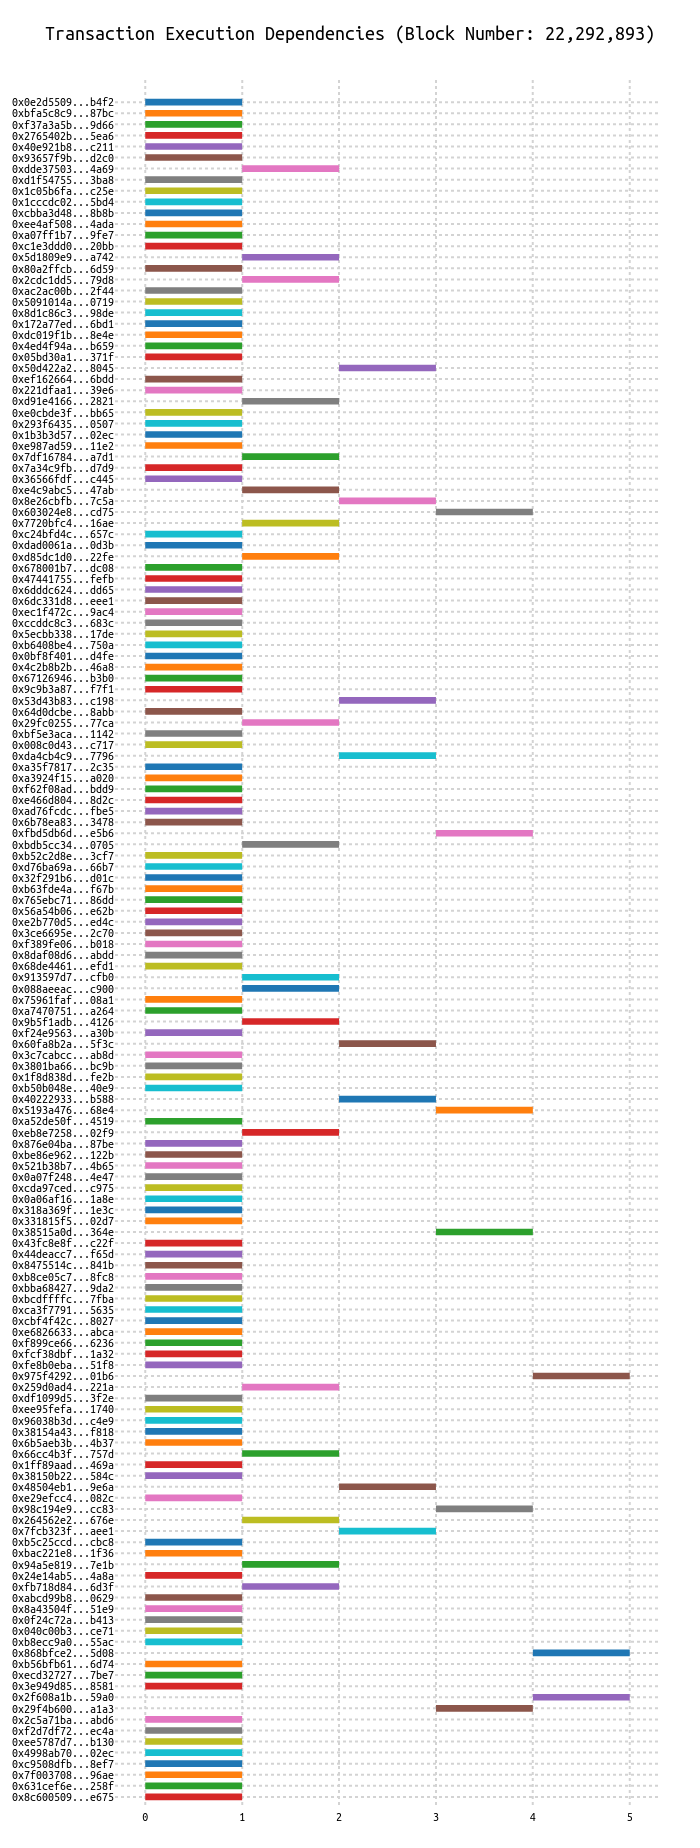 Transaction Execution Dependencies (Block Number: 22,292,893)
0x0e2d5509...b4f2
0xbfa5c8c9...87bc
0xf37a3a5b...9d66
0x2765402b...5ea6
0x40e921b8...c211
0x93657f9b...d2c0
0xdde37503...4a69
0xd1f54755...3ba8
0x1c05b6fa...c25e
0x1cccdc02...5bd4
0xcbba3d48...8b8b
0xee4af508...4ada
0xa07ff1b7...9fe7
0xc1e3ddd0...20bb
0x5d1809e9...a742
0x80a2ffcb...6d59
0x2cdc1dd5...79d8
0xac2ac00b...2f44
0x5091014a...0719
0x8d1c86c3...98de
0x172a77ed...6bd1
0xdc019f1b...8e4e
0x4ed4f94a...b659
0x05bd30a1...371f
0x50d422a2...8045
0xef162664...6bdd
0x221dfaa1...39e6
0xd91e4166...2821
0xe0cbde3f...bb65
0x293f6435...0507
0x1b3b3d57...02ec
0xe987ad59...11e2
0x7df16784...a7d1
0x7a34c9fb...d7d9
0x36566fdf...c445
0xe4c9abc5...47ab
0x8e26cbfb...7c5a
0x603024e8...cd75
0x7720bfc4...16ae
0xc24bfd4c...657c
0xdad0061a...0d3b
0xd85dc1d0...22fe
0x678001b7...dc08
0x47441755...fefb
0x6dddc624...dd65
0x6dc331d8...eee1
0xec1f472c...9ac4
0xccddc8c3...683c
0x5ecbb338...17de
0xb6408be4...750a
0x0bf8f401...d4fe
0x4c2b8b2b...46a8
0x67126946...b3b0
0x9c9b3a87...f7f1
0x53d43b83...c198
0x64d0dcbe...8abb
0x29fc0255...77ca
0xbf5e3aca...1142
0x008c0d43...c717
0xda4cb4c9...7796
0xa35f7817...2c35
0xa3924f15...a020
0xf62f08ad...bdd9
0xe466d804...8d2c
0xad76fcdc...fbe5
0x6b78ea83...3478
0xfbd5db6d...e5b6
0xbdb5cc34...0705
0xb52c2d8e...3cf7
0xd76ba69a...66b7
0x32f291b6...d01c
0xb63fde4a...f67b
0x765ebc71...86dd
0x56a54b06...e62b
0xe2b770d5...ed4c
0x3ce6695e...2c70
0xf389fe06...b018
0x8daf08d6...abdd
0x68de4461...efd1
0x913597d7...cfb0
0x088aeeac...c900
0x75961faf...08a1
0xa7470751...a264
0x9b5f1adb...4126
0xf24e9563...a30b
0x60fa8b2a...5f3c
0x3c7cabcc...ab8d
0x3801ba66...bc9b
0x1f8d838d...fe2b
0xb50b048e...40e9
0x40222933...b588
0x5193a476...68e4
0xa52de50f...4519
0xeb8e7258...02f9
0x876e04ba...87be
0xbe86e962...122b
0x521b38b7...4b65
0x0a07f248...4e47
0xcda97ced...c975
0x0a06af16...1a8e
0x318a369f...1e3c
0x331815f5...02d7
0x38515a0d...364e
0x43fc8e8f...c22f
0x44deacc7...f65d
0x8475514c...841b
0xb8ce05c7...8fc8
0xbba68427...9da2
0xbcdffffc...7fba
0xca3f7791...5635
0xcbf4f42c...8027
0xe6826633...abca
0xf899ce66...6236
0xfcf38dbf...1a32
0xfe8b0eba...51f8
0x975f4292...01b6
0x259d0ad4...221a
0xdf1099d5...3f2e
0xee95fefa...1740
0x96038b3d...c4e9
0x38154a43...f818
0x6b5aeb3b...4b37
0x66cc4b3f...757d
0x1ff89aad...469a
0x38150b22...584c
0x48504eb1...9e6a
0xe29efcc4...082c
0x98c194e9...cc83
0x264562e2...676e
0x7fcb323f...aee1
0xb5c25ccd...cbc8
0xbac221e8...1f36
0x94a5e819...7e1b
0x24e14ab5...4a8a
0xfb718d84...6d3f
0xabcd99b8...0629
0x8a43504f...51e9
0x0f24c72a...b413
0x040c00b3...ce71
0xb8ecc9a0...55ac
0x868bfce2...5d08
0xb56bfb61...6d74
0xecd32727...7be7
0x3e949d85...8581
0x2f608a1b...59a0
0x29f4b600...a1a3
0x2c5a71ba...abd6
0xf2d7df72...ec4a
0xee5787d7...b130
0x4998ab70...02ec
0xc9508dfb...8ef7
0x7f003708...96ae
0x631cef6e...258f
0x8c600509...e675
0 1 2 3 4 5